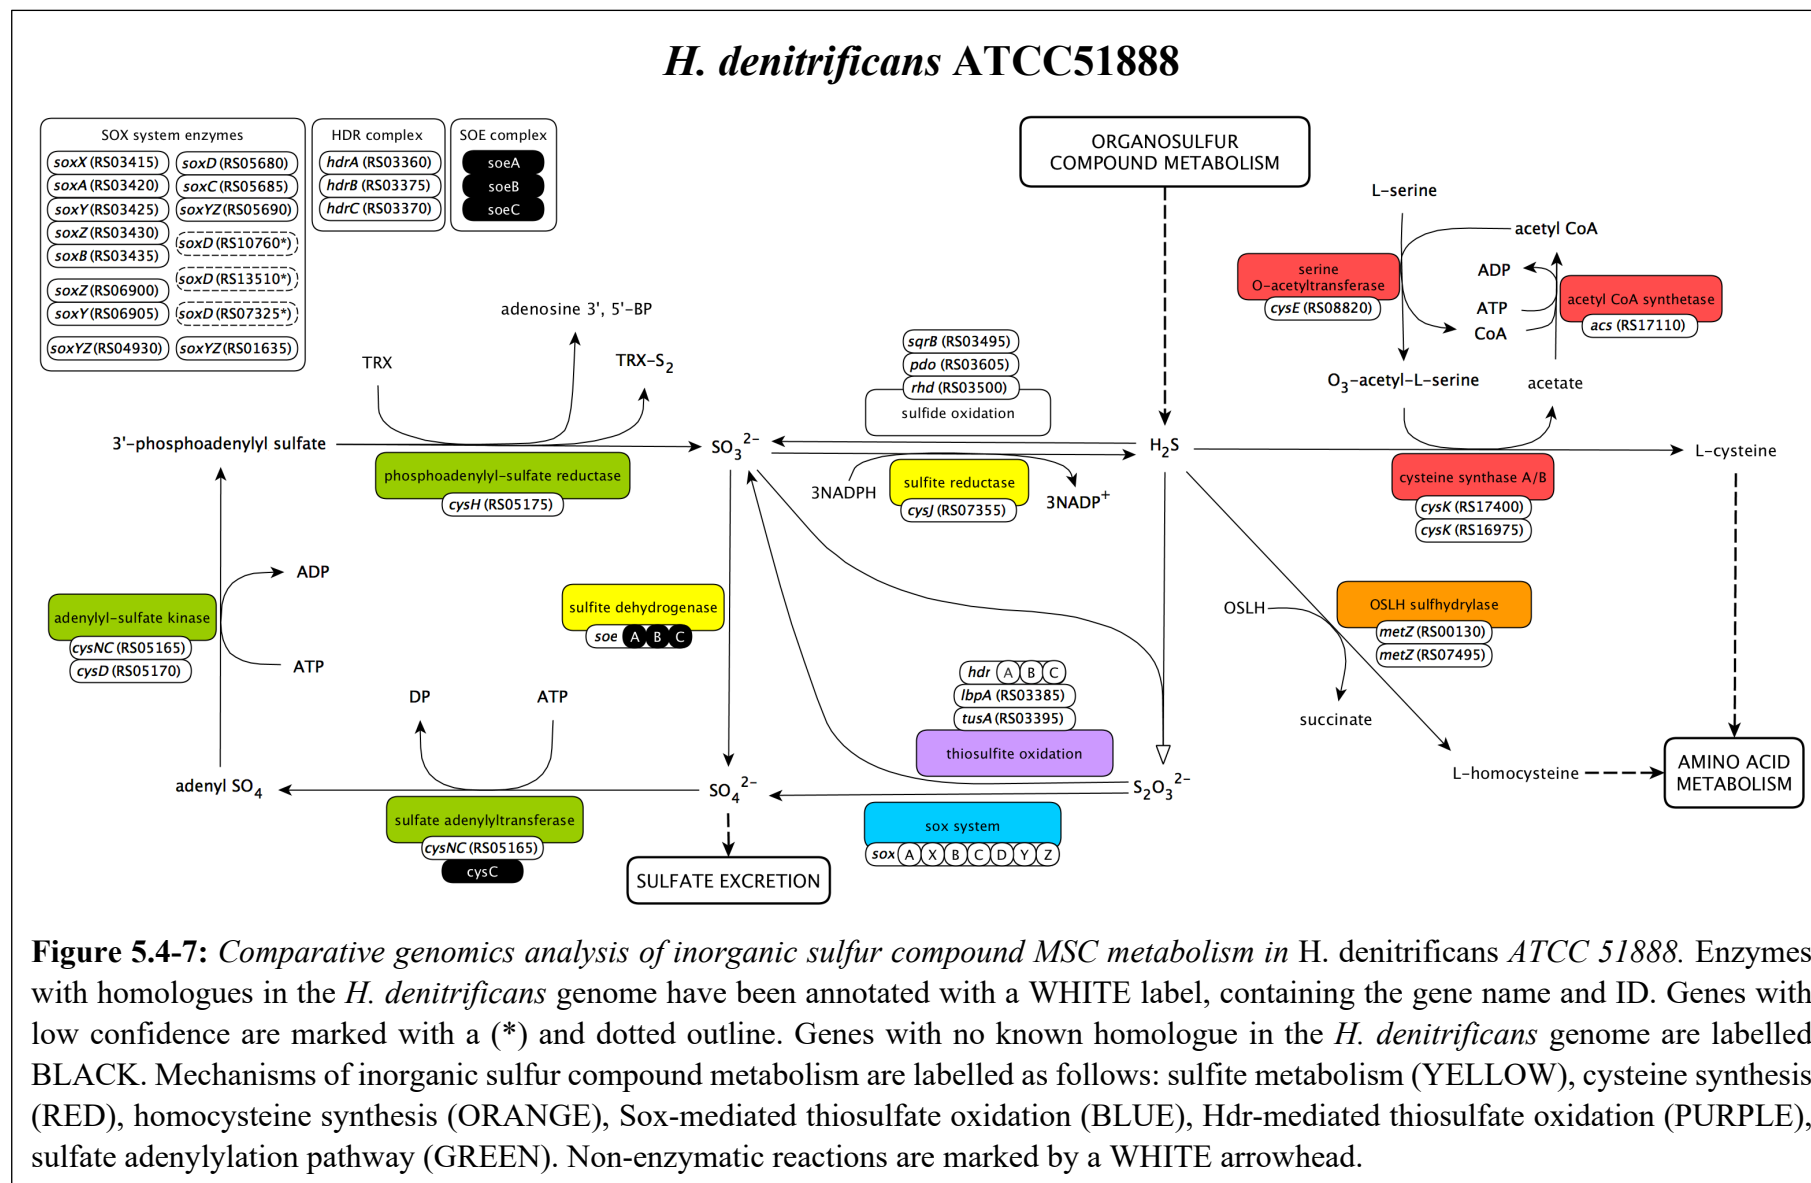 H. denitrificans ATCC51888
SOX system enzymes
soxX (RS03415)
soxA (RS03420)
soxY (RS03425)
soxZ (RS03430)
soxB (RS03435)
soxZ (RS06900)
soxY (RS06905)
soxYZ (RS04930)
soxD (RS05680)
soxC (RS05685)
soxYZ (RS05690)
soxD (RS10760*)
soxD (RS13510*)
soxD (RS07325*)
soxYZ (RS01635)
HDR complex
hdrA (RS03360)
hdrB (RS03375)
hdrC (RS03370)
SOE complex
soeA
soeB
soeC
ORGANOSULFUR
COMPOUND METABOLISM
L-serine
acetyl CoA
serine
O-acetyltransferase
cysE (RS08820)
ADP
ATP
CoA
acetyl CoA synthetase
acs (RS17110)
O3-acetyl-L-serine
acetate
adenosine 3', 5'-BP
TRX
TRX-S2
sqrB (RS03495)
pdo (RS03605)
rhd (RS03500)
sulfide oxidation
3'-phosphoadenylyl sulfate
SO3 2-
H2S
L-cysteine
phosphoadenylyl-sulfate reductase
cysH (RS05175)
3NADPH
sulfite reductase
cysJ (RS07355)
3NADP+
cysteine synthase A/B
cysK (RS17400)
cysK (RS16975)
ADP
adenylyl-sulfate kinase
cysNC (RS05165)
cysD (RS05170)
ATP
sulfite dehydrogenase
soe A B C
OSLH
OSLH sulfhydrylase
metZ (RS00130)
metZ (RS07495)
succinate
hdr A B C
lbpA (RS03385)
tusA (RS03395)
thiosulfite oxidation
DP
ATP
adenyl SO4
SO4 2-
S2O3 2-
L-homocysteine
AMINO ACID
METABOLISM
sulfate adenylyltransferase
cysNC (RS05165)
cysC
sox system
sox A X B C D Y Z
SULFATE EXCRETION
Figure 5.4-7: Comparative genomics analysis of inorganic sulfur compound MSC metabolism in H. denitrificans ATCC 51888. Enzymes
with homologues in the H. denitrificans genome have been annotated with a WHITE label, containing the gene name and ID. Genes with
low confidence are marked with a (*) and dotted outline. Genes with no known homologue in the H. denitrificans genome are labelled
BLACK. Mechanisms of inorganic sulfur compound metabolism are labelled as follows: sulfite metabolism (YELLOW), cysteine synthesis
(RED), homocysteine synthesis (ORANGE), Sox-mediated thiosulfate oxidation (BLUE), Hdr-mediated thiosulfate oxidation (PURPLE),
sulfate adenylylation pathway (GREEN). Non-enzymatic reactions are marked by a WHITE arrowhead.